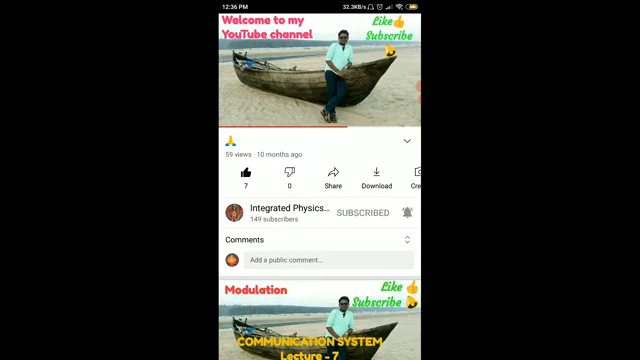 12:36 PM
32.3KB/s
Welcome to my
YouTube channel
Like👍
Subscribe
🙏
59 views · 10 months ago
7
0
Share
Download
Cre
Integrated Physics...
149 subscribers
SUBSCRIBED
Comments
Add a public comment...
Modulation
Like 👍
Subscribe
COMMUNICATION SYSTEM
Lecture - 7